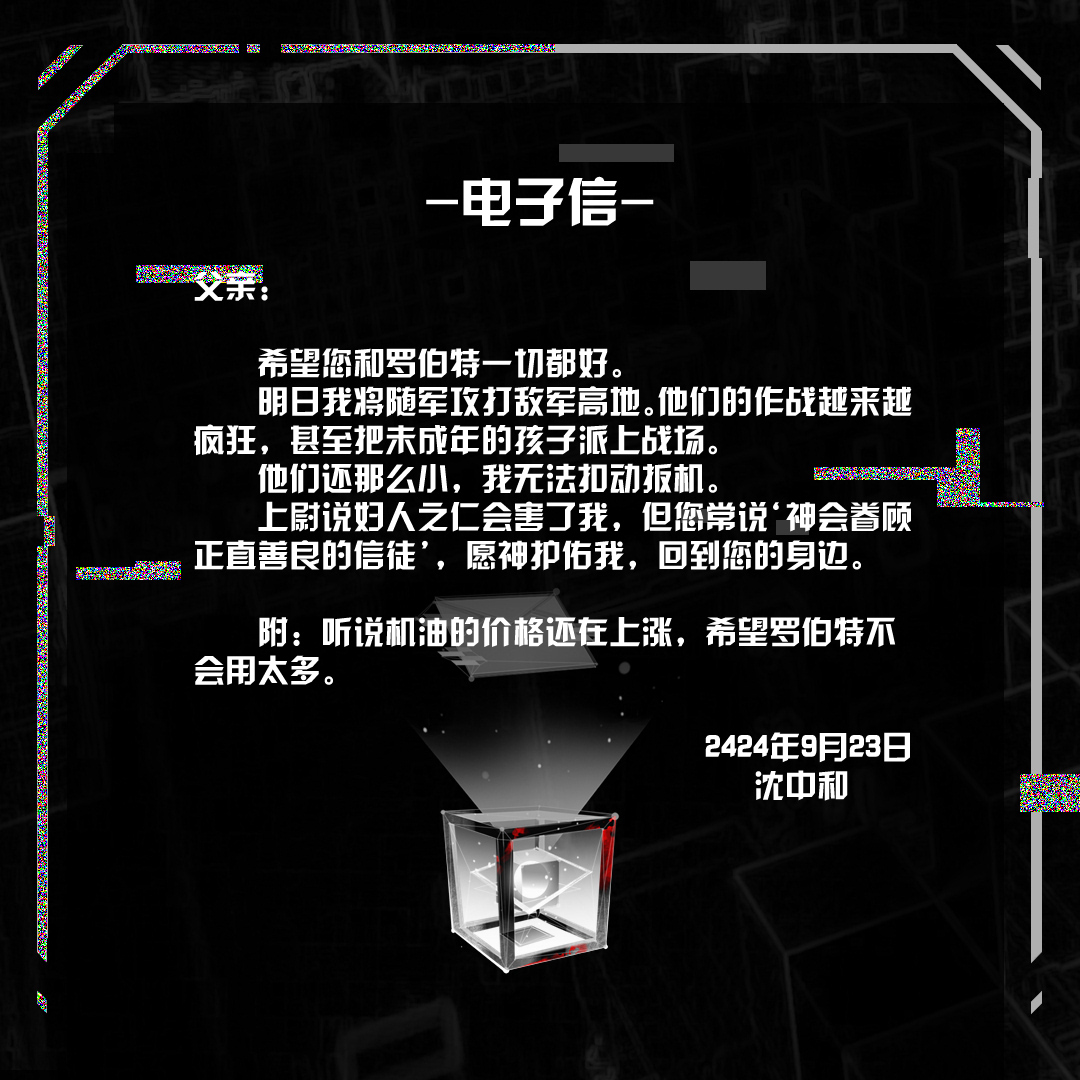 -电子信-
父亲：
希望您和罗伯特一切都好。
明日我将随军攻打敌军高地。他们的作战越来越
疯狂，甚至把未成年的孩子派上战场。
他们还那么小，我无法扣动扳机。
上尉说妇人之仁会害了我，但您常说‘神会眷顾
正直善良的信徒’，愿神护佑我，回到您的身边。
附：听说机油的价格还在上涨，希望罗伯特不
会用太多。
2424年9月23日
沈中和